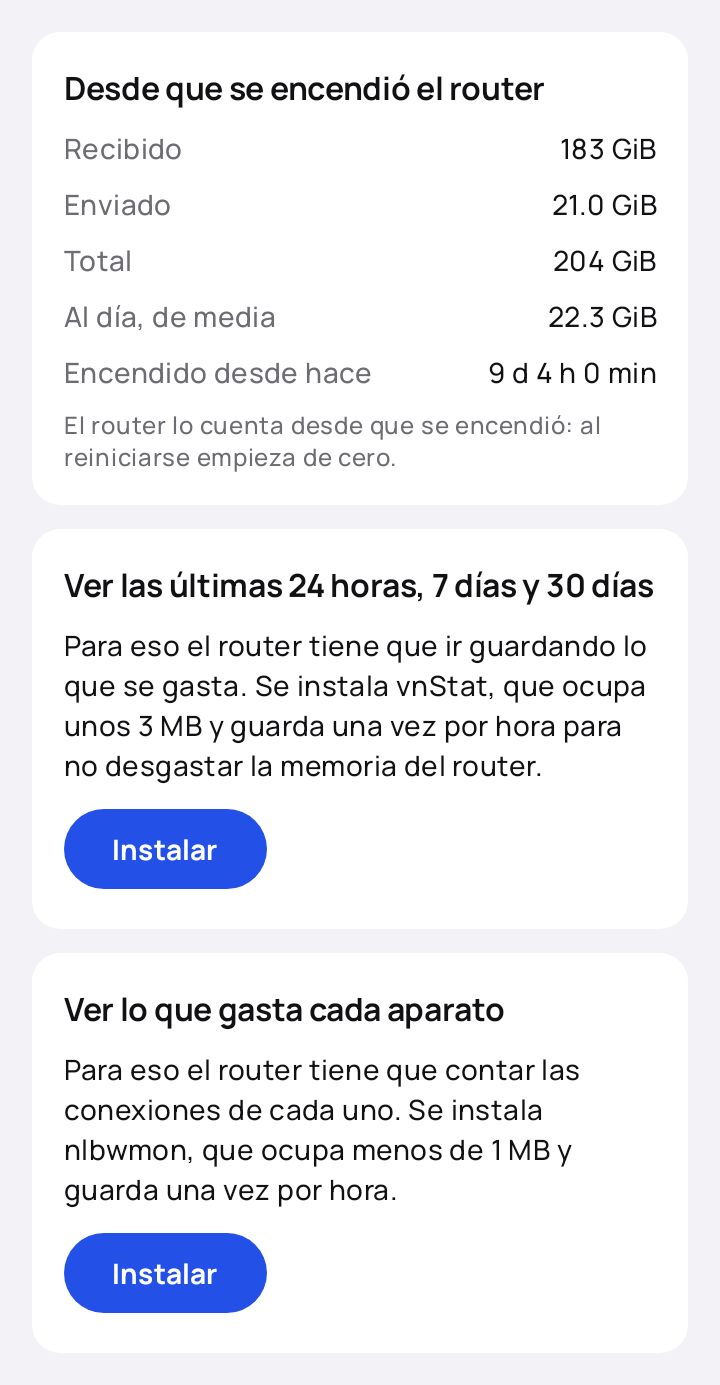 Desde que se encendió el router
Recibido 183 GiB
Enviado 21.0 GiB
Total 204 GiB
Al día, de media 22.3 GiB
Encendido desde hace 9 d 4 h 0 min
El router lo cuenta desde que se encendió: al
reiniciarse empieza de cero.
Ver las últimas 24 horas, 7 días y 30 días
Para eso el router tiene que ir guardando lo
que se gasta. Se instala vnStat, que ocupa
unos 3 MB y guarda una vez por hora para
no desgastar la memoria del router.
Instalar
Ver lo que gasta cada aparato
Para eso el router tiene que contar las
conexiones de cada uno. Se instala
nlbwmon, que ocupa menos de 1 MB y
guarda una vez por hora.
Instalar